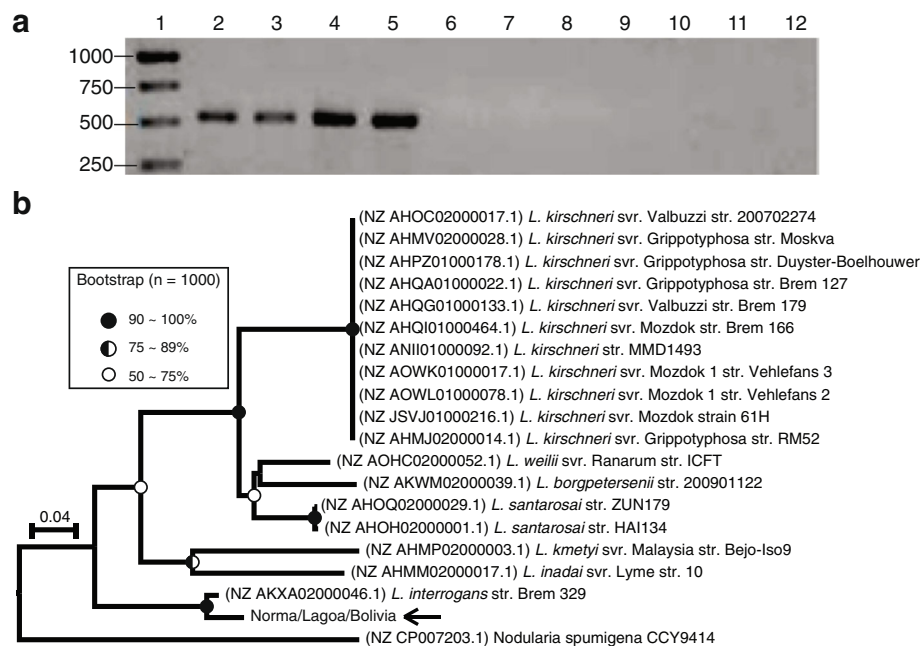 a
1 2 3 4 5 6 7 8 9 10 11 12
1000
750
500
250
b
(NZ AHOC02000017.1) L. kirschneri svr. Valbuzzi str. 200702274
(NZ AHMV02000028.1) L. kirschneri svr. Grippotyphosa str. Moskva
(NZ AHPZ01000178.1) L. kirschneri svr. Grippotyphosa str. Duyster-Boelhouwer
(NZ AHQA01000022.1) L. kirschneri svr. Grippotyphosa str. Brem 127
(NZ AHQG01000133.1) L. kirschneri svr. Valbuzzi str. Brem 179
(NZ AHQI01000464.1) L. kirschneri svr. Mozdok str. Brem 166
(NZ ANII01000092.1) L. kirschneri str. MMD1493
(NZ AOWK01000017.1) L. kirschneri svr. Mozdok 1 str. Vehlefans 3
(NZ AOWL01000078.1) L. kirschneri svr. Mozdok 1 str. Vehlefans 2
(NZ JSVJ01000216.1) L. kirschneri svr. Mozdok strain 61H
(NZ AHMJ02000014.1) L. kirschneri svr. Grippotyphosa str. RM52
(NZ AOHC02000052.1) L. weilii svr. Ranarum str. ICFT
(NZ AKWM02000039.1) L. borgpetersenii str. 200901122
(NZ AHOQ02000029.1) L. santarosai str. ZUN179
(NZ AHOH02000001.1) L. santarosai str. HAI134
(NZ AHMP02000003.1) L. kmetyi svr. Malaysia str. Bejo-Iso9
(NZ AHMM02000017.1) L. inadai svr. Lyme str. 10
(NZ AKXA02000046.1) L. interrogans str. Brem 329
Norma/Lagoa/Bolivia
(NZ CP007203.1) Nodularia spumigena CCY9414
Bootstrap (n = 1000)
90 ~ 100%
75 ~ 89%
50 ~ 75%
0.04